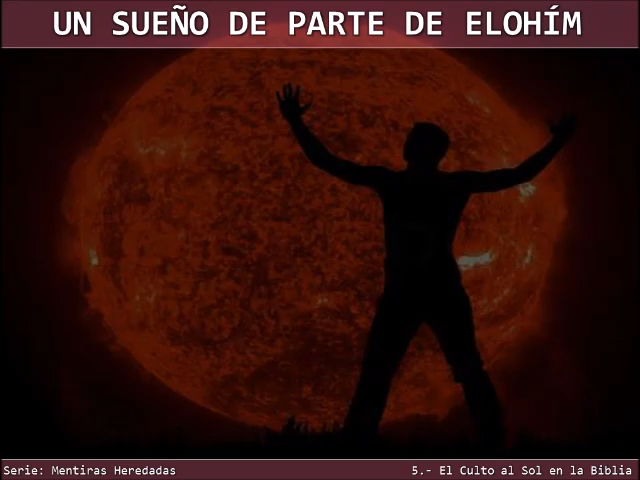 UN SUEÑO DE PARTE DE ELOHÍM
Serie: Mentiras Heredadas
5.- El Culto al Sol en la Biblia